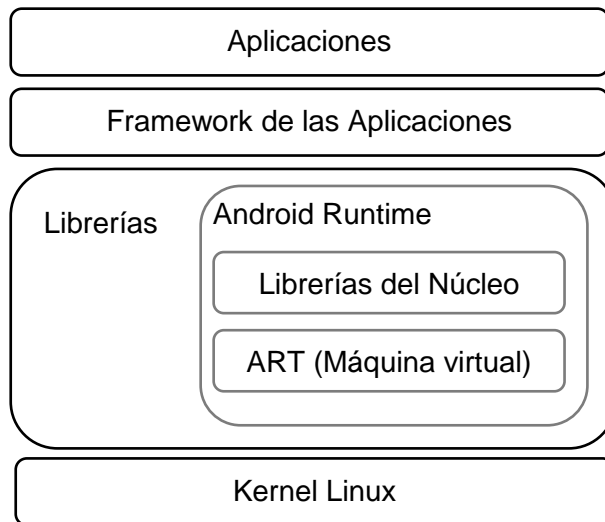 Aplicaciones
Framework de las Aplicaciones
Librerías
Android Runtime
Librerías del Núcleo
ART (Máquina virtual)
Kernel Linux